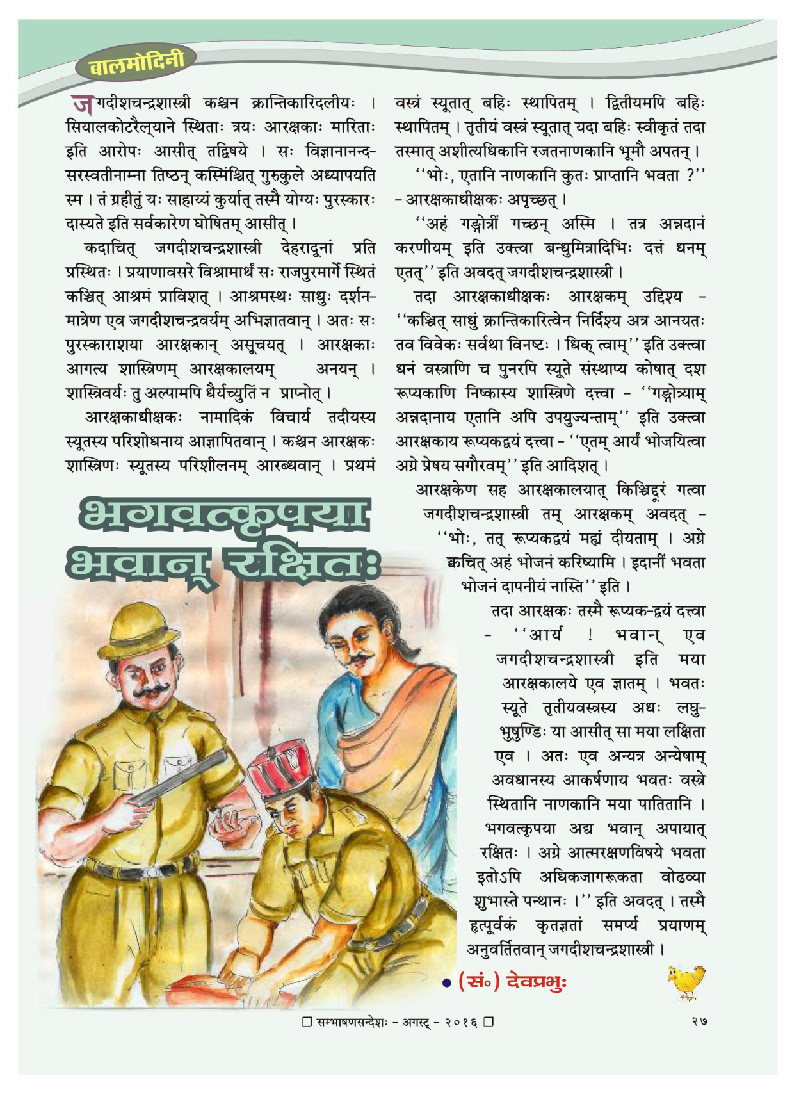 बालमोदिनी
जगदीशचन्द्रशास्त्री कश्चन क्रान्तिकारिदलीयः ।
सियालकोटरैल्‌याने स्थिताः त्रयः आरक्षकाः मारिताः
इति आरोपः आसीत् तद्विषये । सः विज्ञानानन्द–
सरस्वतीनाम्ना तिष्ठन् कस्मिंश्चित् गुरुकुले अध्यापयति
स्म । तं ग्रहीतुं यः साहाय्यं कुर्यात् तस्मै योग्यः पुरस्कारः
दास्यते इति सर्वकारेण घोषितम् आसीत् ।
कदाचित् जगदीशचन्द्रशास्त्री देहरादूनां प्रति
प्रस्थितः । प्रयाणावसरे विश्रामार्थं सः राजपुरमार्गे स्थितं
कञ्चित् आश्रमं प्राविशत् । आश्रमस्थः साधुः दर्शन–
मात्रेण एव जगदीशचन्द्रवर्यम् अभिज्ञातवान् । अतः सः
पुरस्काराशया आरक्षकान् असूचयत् । आरक्षकाः
आगत्य शास्त्रिणम् आरक्षकालयम् अनयन् ।
शास्त्रिवर्यः तु अल्पामपि धैर्यच्युतिं न प्राप्नोत् ।
आरक्षकाधीक्षकः नामादिकं विचार्य तदीयस्य
स्यूतस्य परिशोधनाय आज्ञापितवान् । कश्चन आरक्षकः
शास्त्रिणः स्यूतस्य परिशीलनम् आरब्धवान् । प्रथमं
भगवत्कृपया
भवान् रक्षितः
वस्त्रं स्यूतात् बहिः स्थापितम् । द्वितीयमपि बहिः
स्थापितम् । तृतीयं वस्त्रं स्यूतात् यदा बहिः स्वीकृतं तदा
तस्मात् अशीत्यधिकानि रजतनाणकानि भूमौ अपतन् ।
‘‘भोः, एतानि नाणकानि कुतः प्राप्तानि भवता ?’’
– आरक्षकाधीक्षकः अपृच्छत् ।
‘‘अहं गङ्गोत्रीं गच्छन् अस्मि । तत्र अन्नदानं
करणीयम् इति उक्त्वा बन्धुमित्रादिभिः दत्तं धनम्
एतत्’’ इति अवदत् जगदीशचन्द्रशास्त्री ।
तदा आरक्षकाधीक्षकः आरक्षकम् उद्दिश्य –
‘‘कञ्चित् साधुं क्रान्तिकारित्वेन निर्दिश्य अत्र आनयतः
तव विवेकः सर्वथा विनष्टः । धिक् त्वाम्’’ इति उक्त्वा
धनं वस्त्राणि च पुनरपि स्यूते संस्थाप्य कोषात् दश
रूप्यकाणि निष्कास्य शास्त्रिणे दत्त्वा – ‘‘गङ्गोत्र्याम्
अन्नदानाय एतानि अपि उपयुज्यन्ताम्’’ इति उक्त्वा
आरक्षकाय रूप्यकद्वयं दत्त्वा – ‘‘एतम् आर्यं भोजयित्वा
अग्रे प्रेषय सगौरवम्’’ इति आदिशत् ।
आरक्षकेण सह आरक्षकालयात् किञ्चिद्दूरं गत्वा
जगदीशचन्द्रशास्त्री तम् आरक्षकम् अवदत् –
‘‘भोः, तत् रूप्यकद्वयं मह्यं दीयताम् । अग्रे
क्वचित् अहं भोजनं करिष्यामि । इदानीं भवता
भोजनं दापनीयं नास्ति’’ इति ।
तदा आरक्षकः तस्मै रूप्यक–द्वयं दत्त्वा
– ‘‘आर्य ! भवान् एव
जगदीशचन्द्रशास्त्री इति मया
आरक्षकालये एव ज्ञातम् । भवतः
स्यूते तृतीयवस्त्रस्य अधः लघु–
भुषुण्डिः या आसीत् सा मया लक्षिता
एव । अतः एव अन्यत्र अन्येषाम्
अवधानस्य आकर्षणाय भवतः वस्त्रे
स्थितानि नाणकानि मया पातितानि ।
भगवत्कृपया अद्य भवान् अपायात्
रक्षितः । अग्रे आत्मरक्षणविषये भवता
इतोऽपि अधिकजागरूकता वोढव्या
शुभास्ते पन्थानः ।’’ इति अवदत् । तस्मै
हृत्पूर्वकं कृतज्ञतां समर्प्य प्रयाणम्
अनुवर्तितवान् जगदीशचन्द्रशास्त्री ।
• (सं॰) देवप्रभुः
❐ सम्भाषणसन्देशः – अगस्ट् – २०१६ ❐
२७